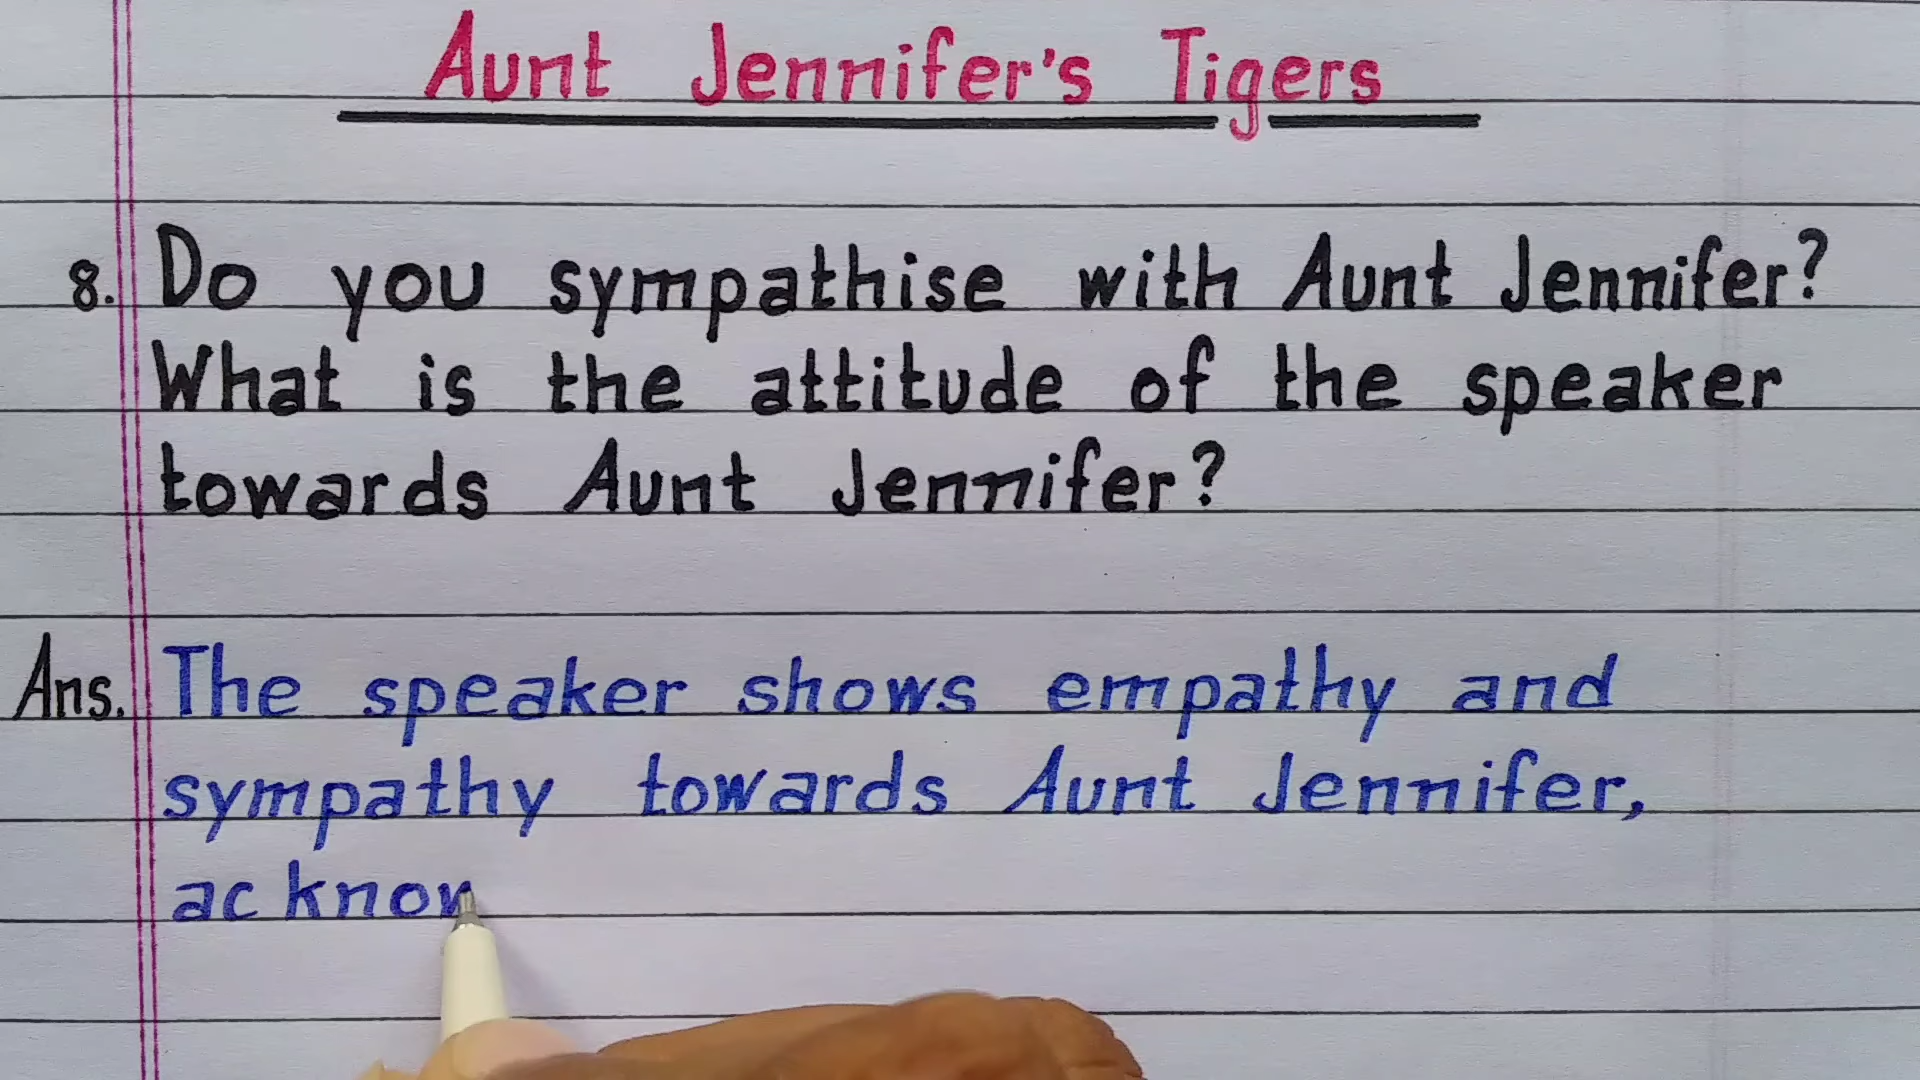 Aunt Jennifer's Tigers
8. Do you sympathise with Aunt Jennifer?
What is the attitude of the speaker
towards Aunt Jennifer?
Ans. The speaker shows empathy and
sympathy towards Aunt Jennifer,
acknow